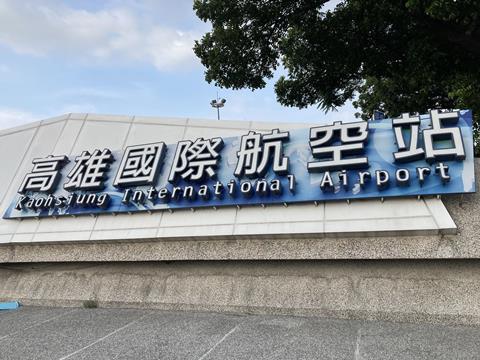 高雄國際航空站
Kaohsiung International Airport